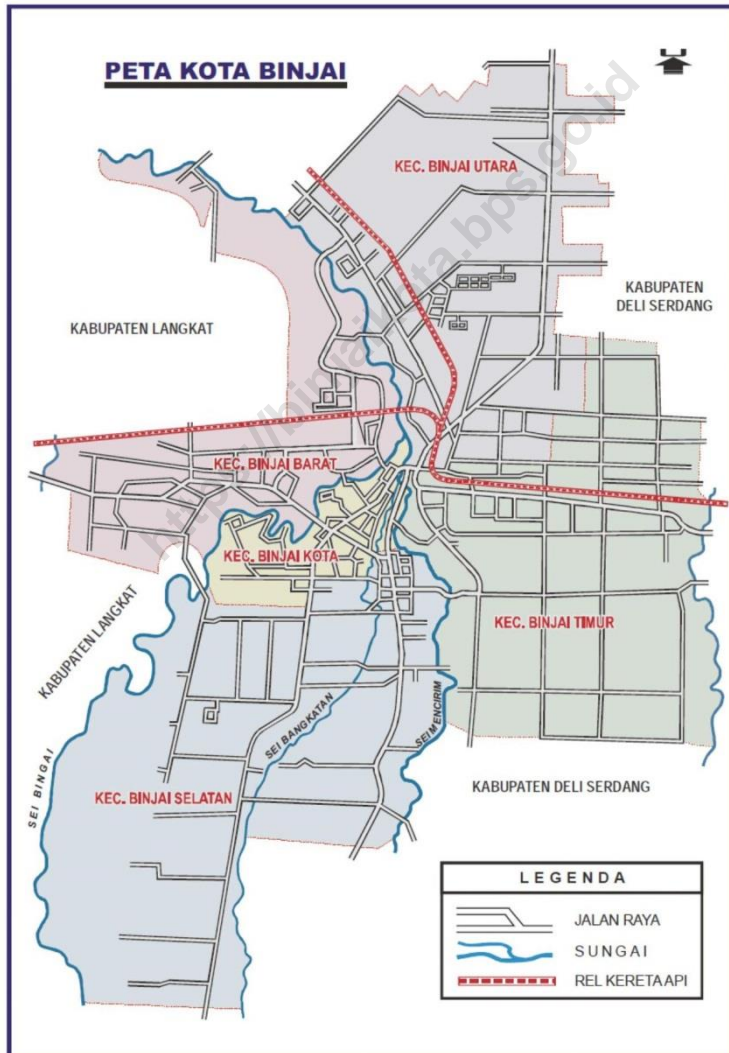 PETA KOTA BINJAI
U
KEC. BINJAI UTARA
KABUPATEN
DELI SERDANG
KABUPATEN LANGKAT
KEC. BINJAI BARAT
KEC. BINJAI KOTA
KABUPATEN LANGKAT
KEC. BINJAI TIMUR
SEI BANGKATAN
SEI MENCIRIM
SEI BINGAI
KEC. BINJAI SELATAN
KABUPATEN DELI SERDANG
LEGENDA
JALAN RAYA
SUNGAI
REL KERETA API
https://binjaikota.bps.go.id